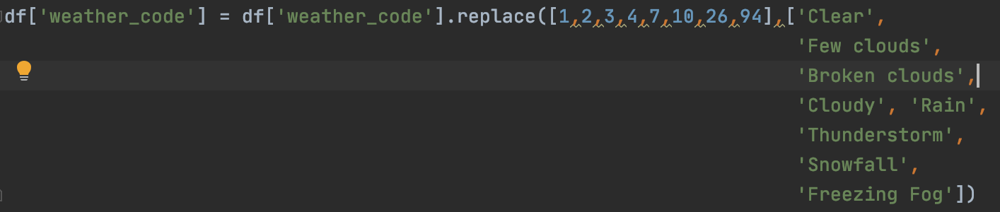 df['weather_code'] = df['weather_code'].replace([1,2,3,4,7,10,26,94],['Clear',
'Few clouds',
'Broken clouds',
'Cloudy', 'Rain',
'Thunderstorm',
'Snowfall',
'Freezing Fog'])